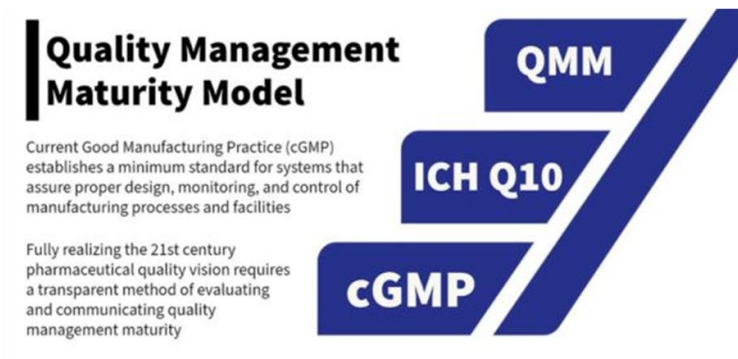 Quality Management
Maturity Model
Current Good Manufacturing Practice (cGMP)
establishes a minimum standard for systems that
assure proper design, monitoring, and control of
manufacturing processes and facilities
Fully realizing the 21st century
pharmaceutical quality vision requires
a transparent method of evaluating
and communicating quality
management maturity
QMM
ICH Q10
cGMP